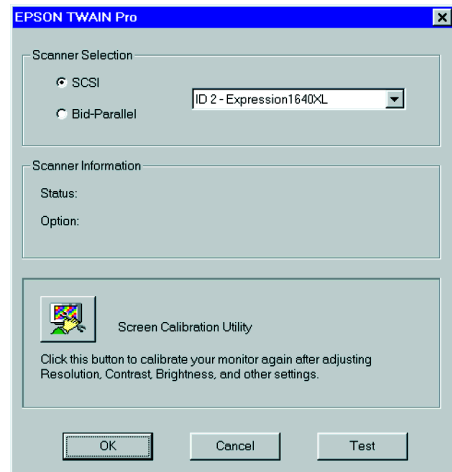 EPSON TWAIN Pro
Scanner Selection
SCSI
ID 2 - Expression1640XL
Bid-Parallel
Scanner Information
Status:
Option:
Screen Calibration Utility
Click this button to calibrate your monitor again after adjusting
Resolution, Contrast, Brightness, and other settings.
OK
Cancel
Test